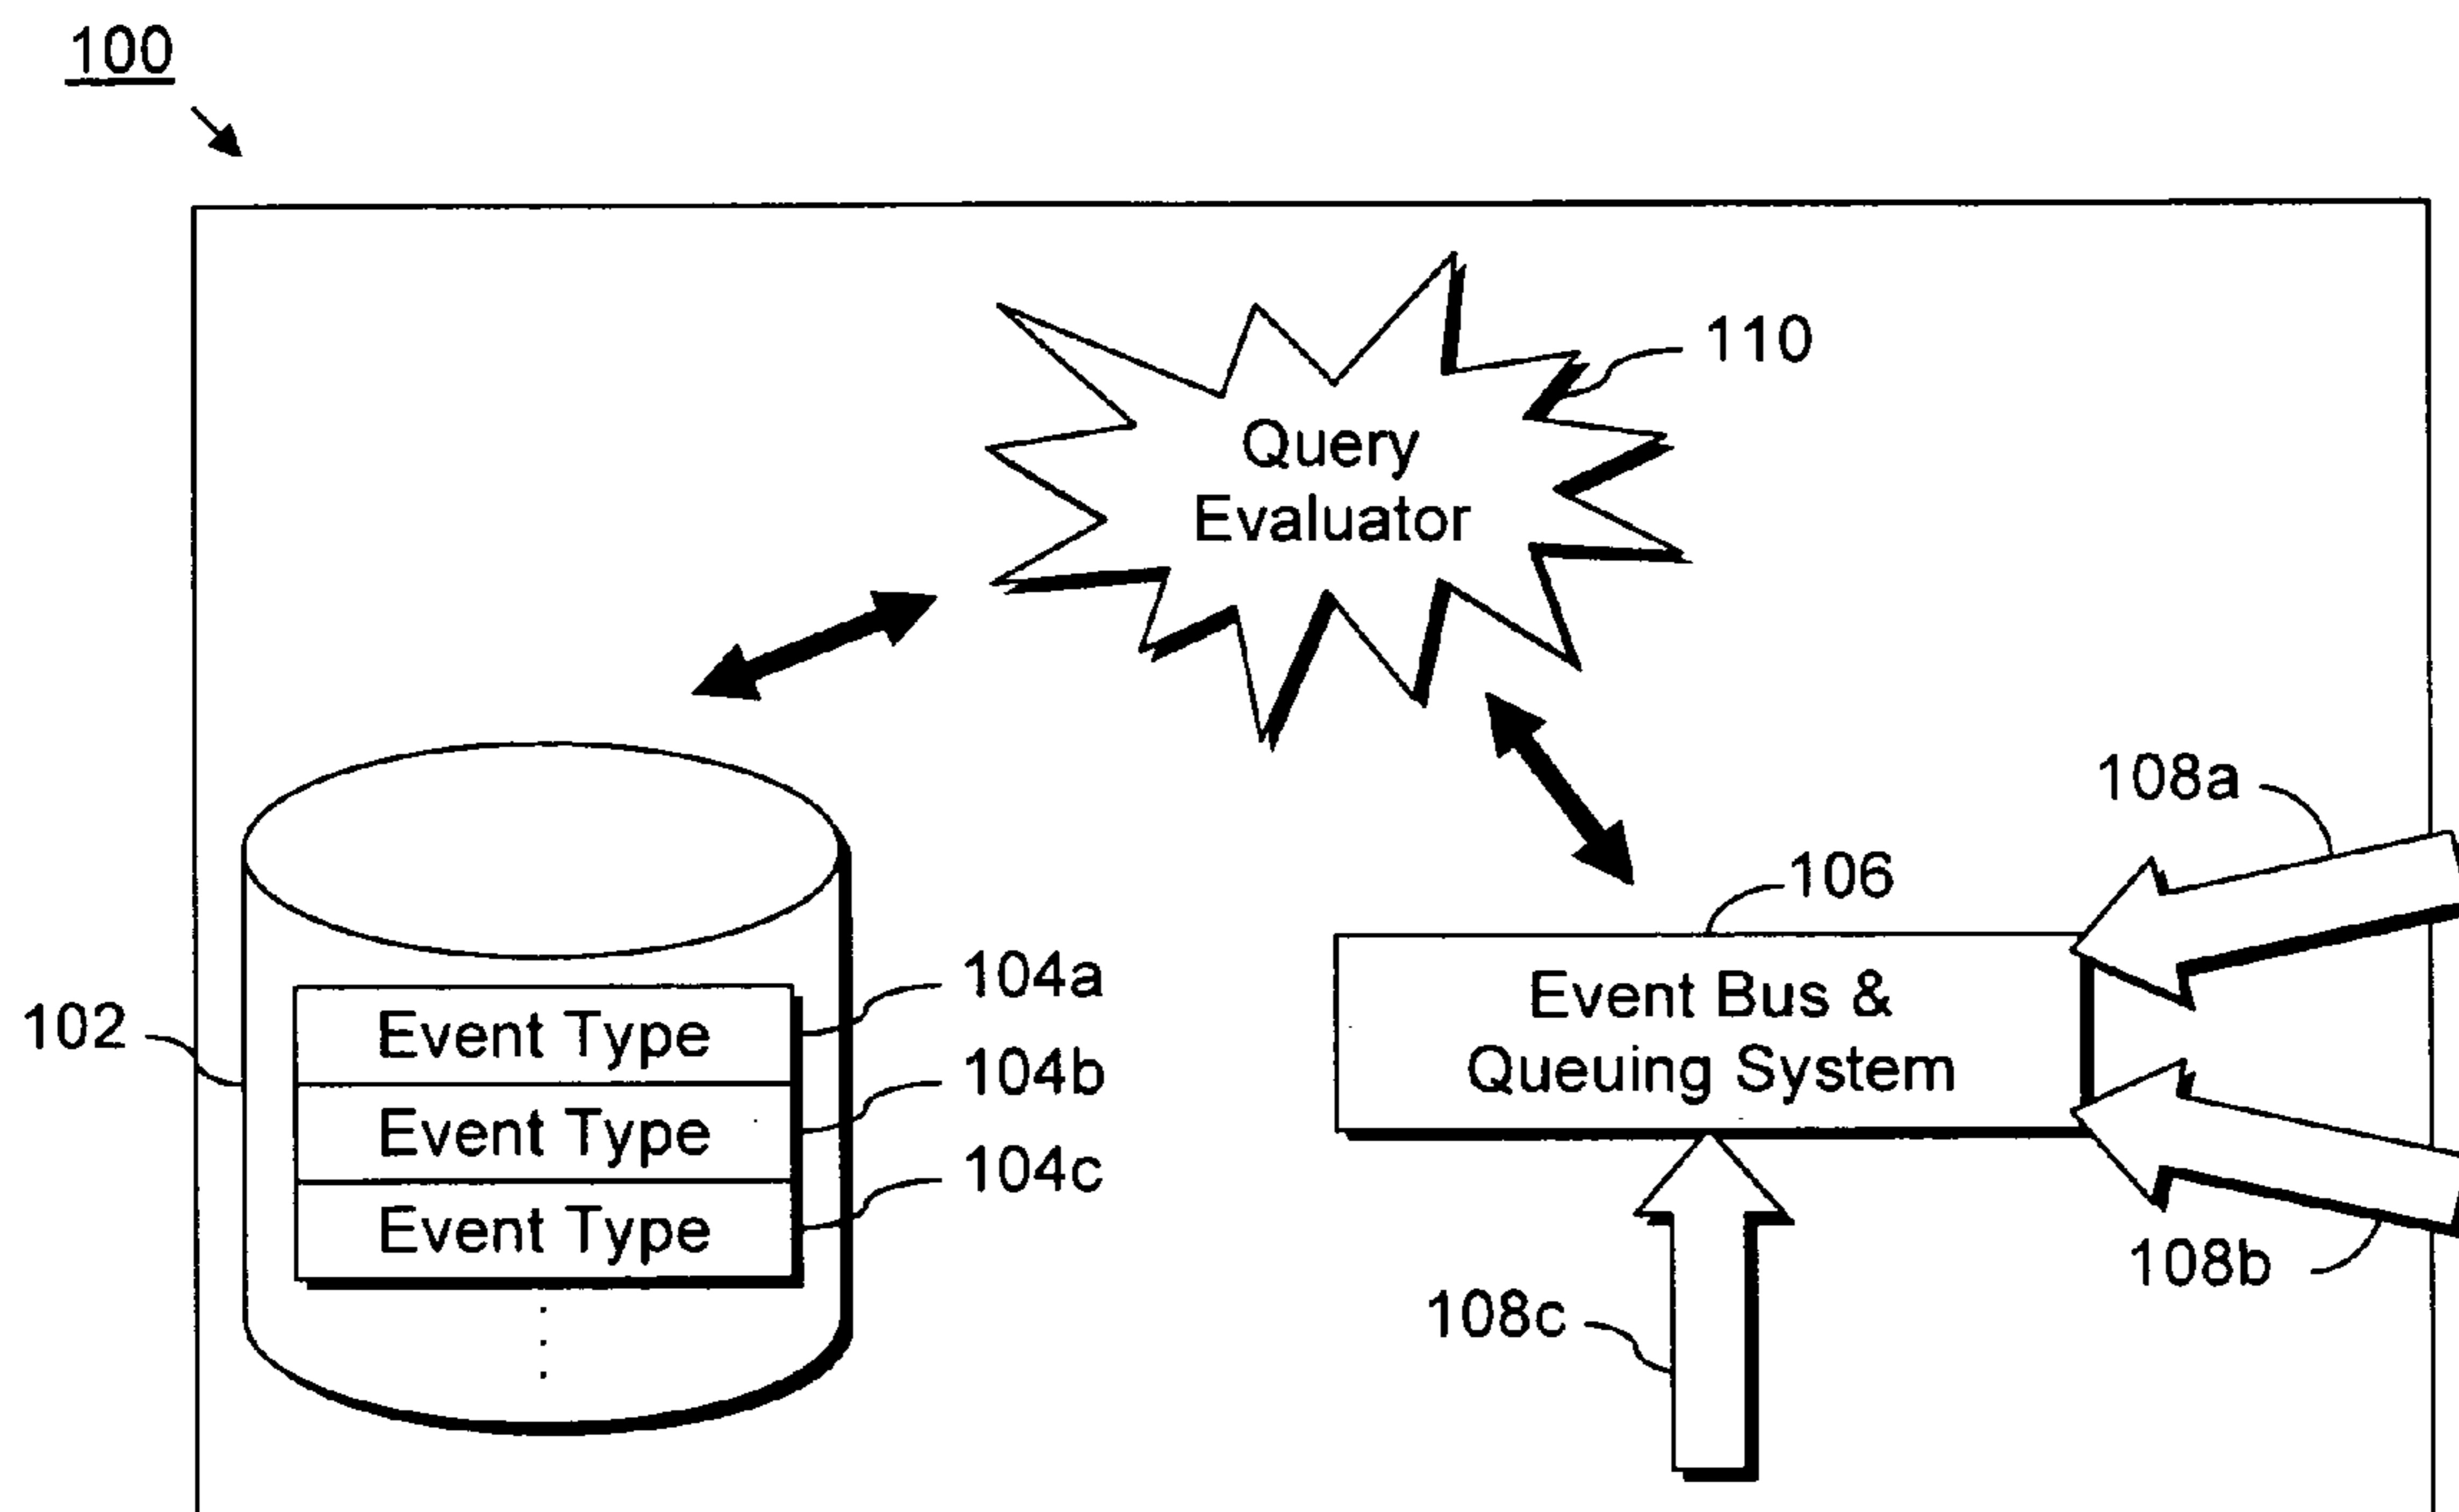 100
110
Query
Evaluator
108a
106
104a
Event Bus &
102
Event Type
Queuing System
104b
Event Type
104c
Event Type
108b
108c